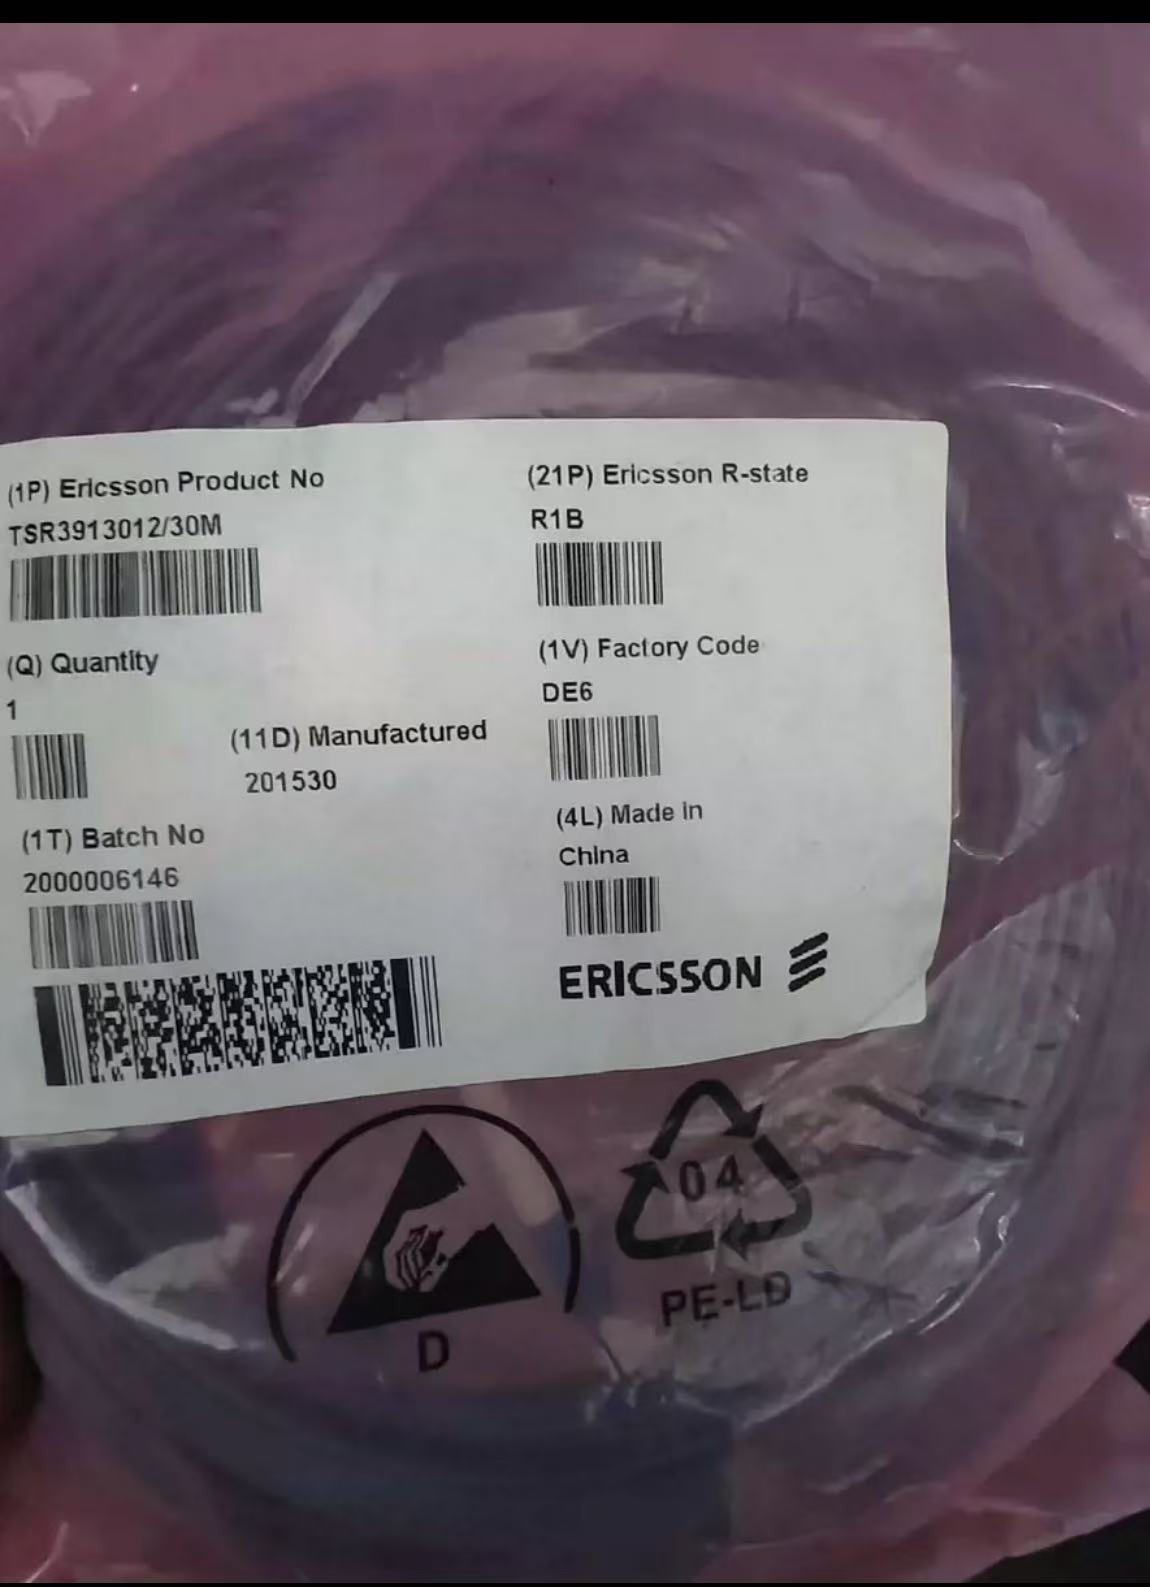 (1P) Ericsson Product No
TSR3913012/30M
(21P) Ericsson R-state
R1B
(Q) Quantity
1
(1V) Factory Code
DE6
(11D) Manufactured
201530
(1T) Batch No
2000006146
(4L) Made in
China
ERICSSON
04
PE-LD
D